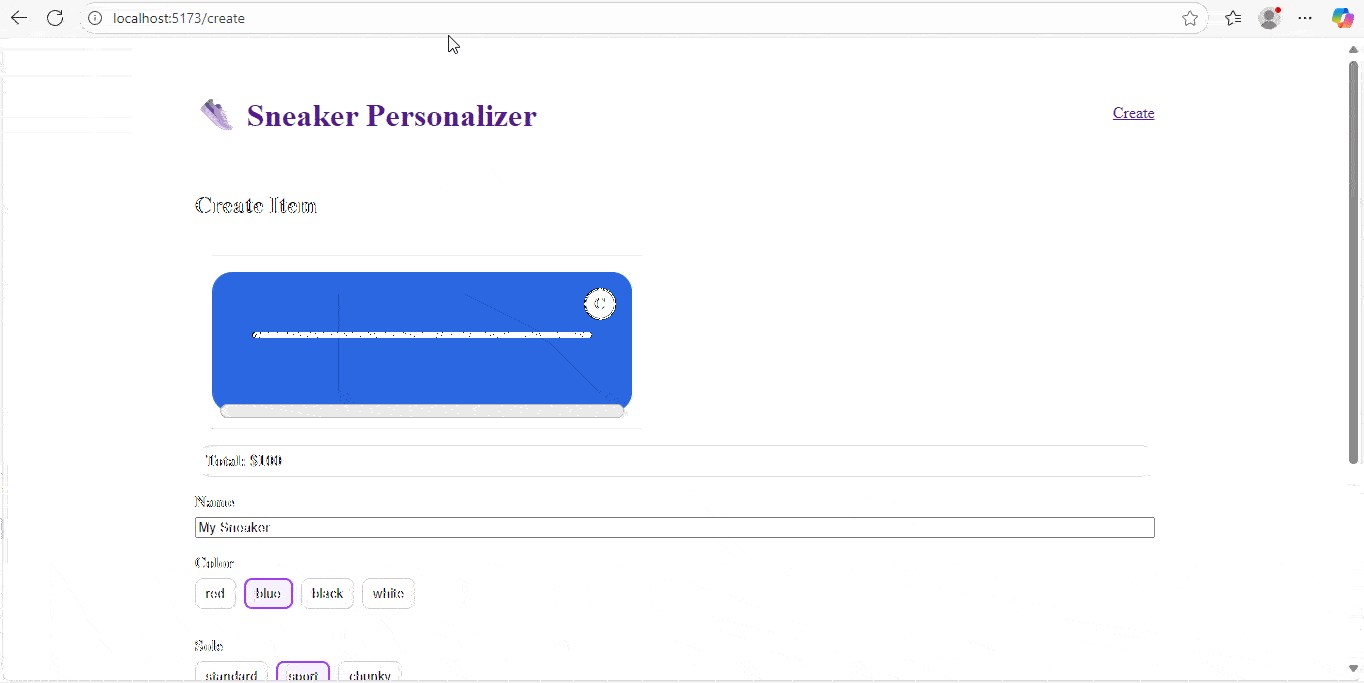 localhost:5173/create
Sneaker Personalizer
Create
Create Item
C
Total: $100
Name
My Sneaker
Color
red blue black white
Sole
standard sport chunky